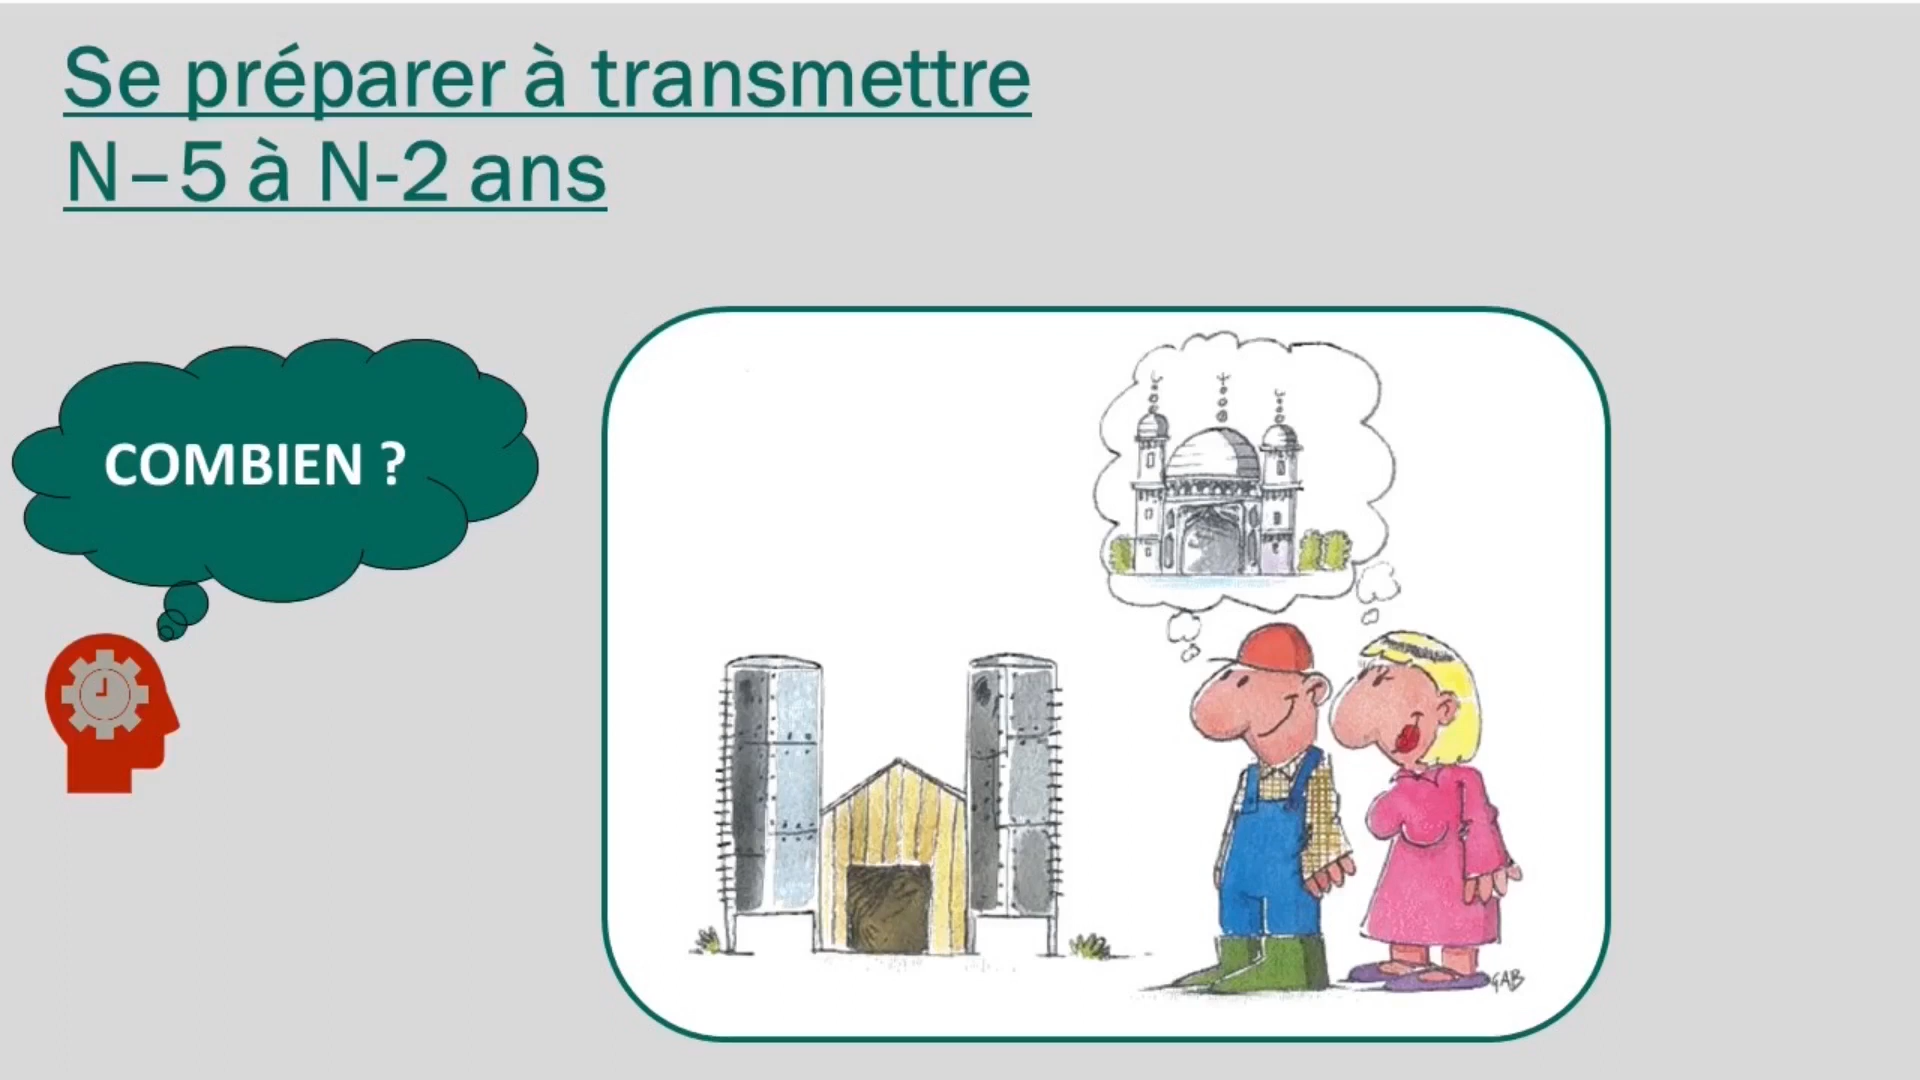 Se préparer à transmettre
N–5 à N-2 ans
COMBIEN ?
GAB